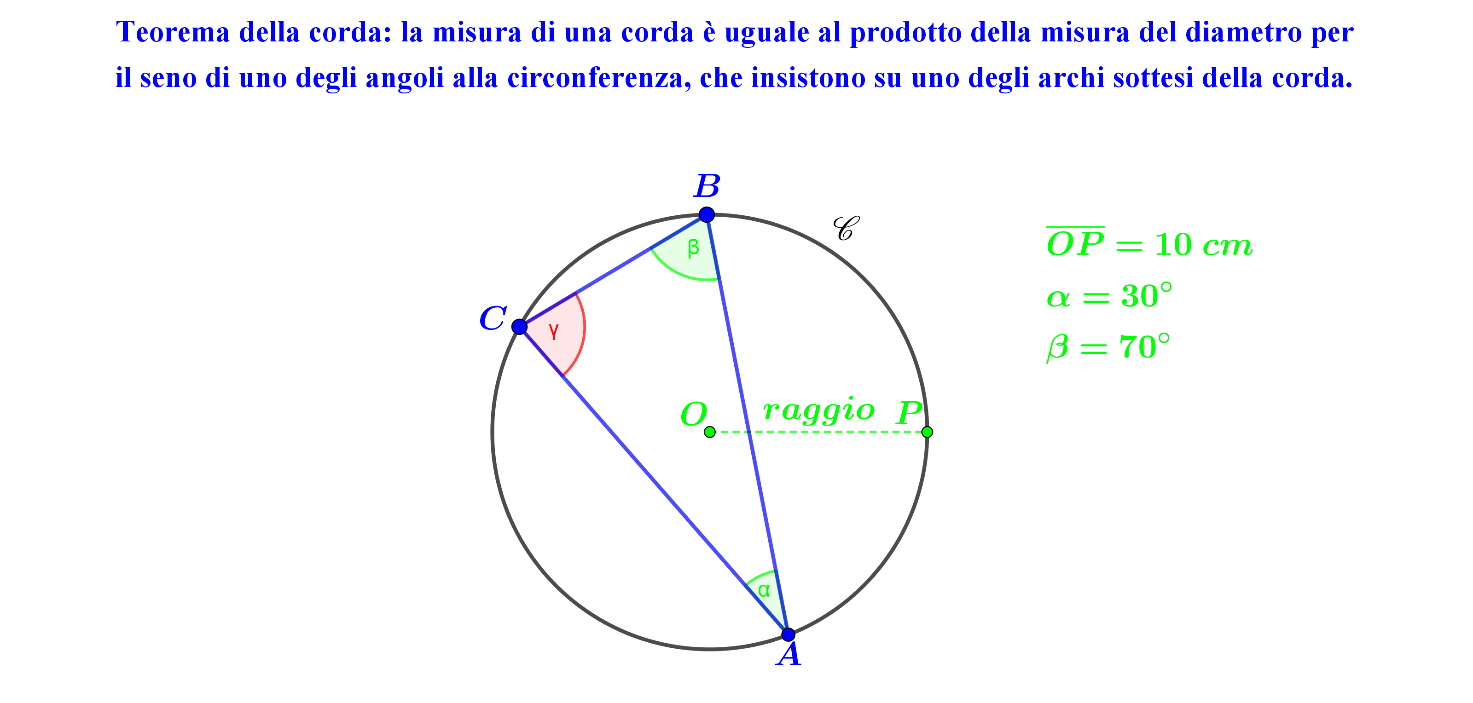 Teorema della corda: la misura di una corda è uguale al prodotto della misura del diametro per
il seno di uno degli angoli alla circonferenza, che insistono su uno degli archi sottesi della corda.
B
𝒞
β
OP = 10 cm
α = 30°
C
γ
β = 70°
O
raggio
P
α
A